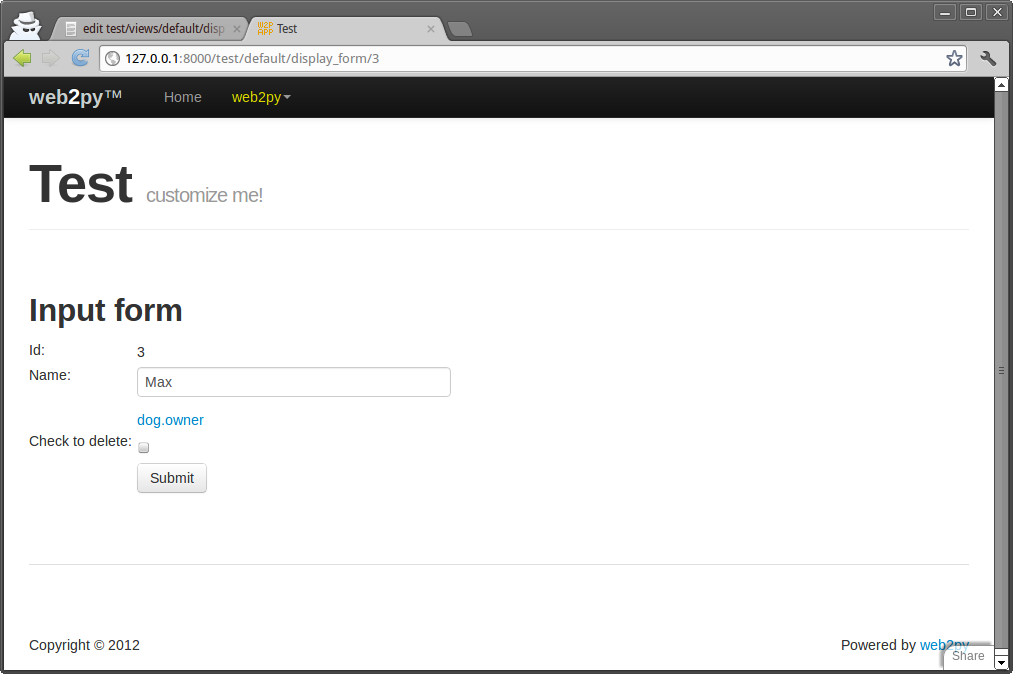 edit test/views/default/disp
W2P APP Test
127.0.0.1:8000/test/default/display_form/3
web2py™ Home web2py
Test customize me!
Input form
Id: 3
Name: Max
dog.owner
Check to delete:
Submit
Copyright © 2012 Powered by web2py
Share